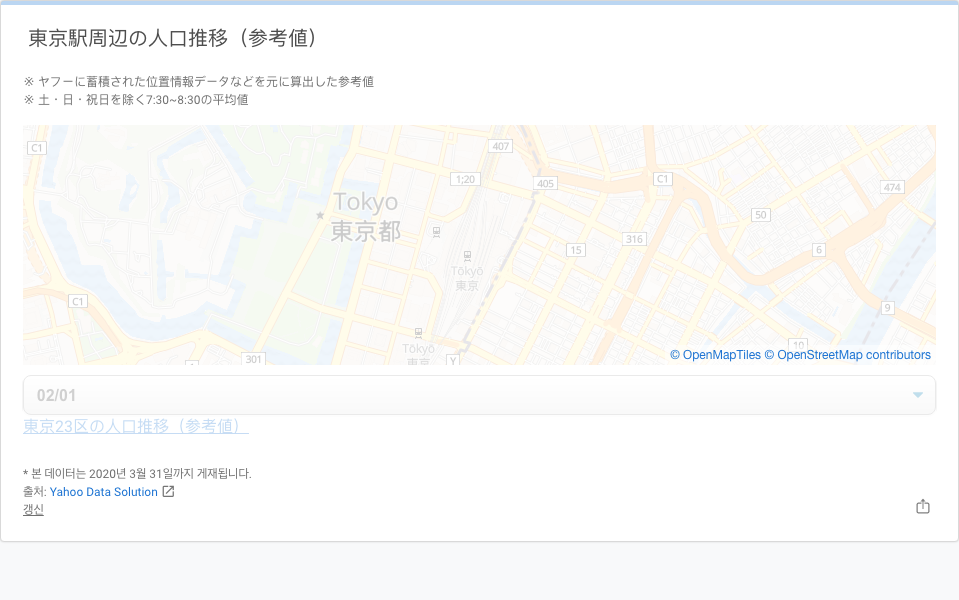 東京駅周辺の人口推移（参考値）
※ ヤフーに蓄積された位置情報データなどを元に算出した参考値
※ 土・日・祝日を除く7:30~8:30の平均値
C1
407
1;20
405
C1
474
Tokyo
東京都
50
316
15
6
Tōkyō
東京
C1
9
Tōkyō
東京
10
301
1
Y
© OpenMapTiles © OpenStreetMap contributors
02/01
東京23区の人口推移（参考値）
* 본 데이터는 2020년 3월 31일까지 게재됩니다.
출처: Yahoo Data Solution
갱신